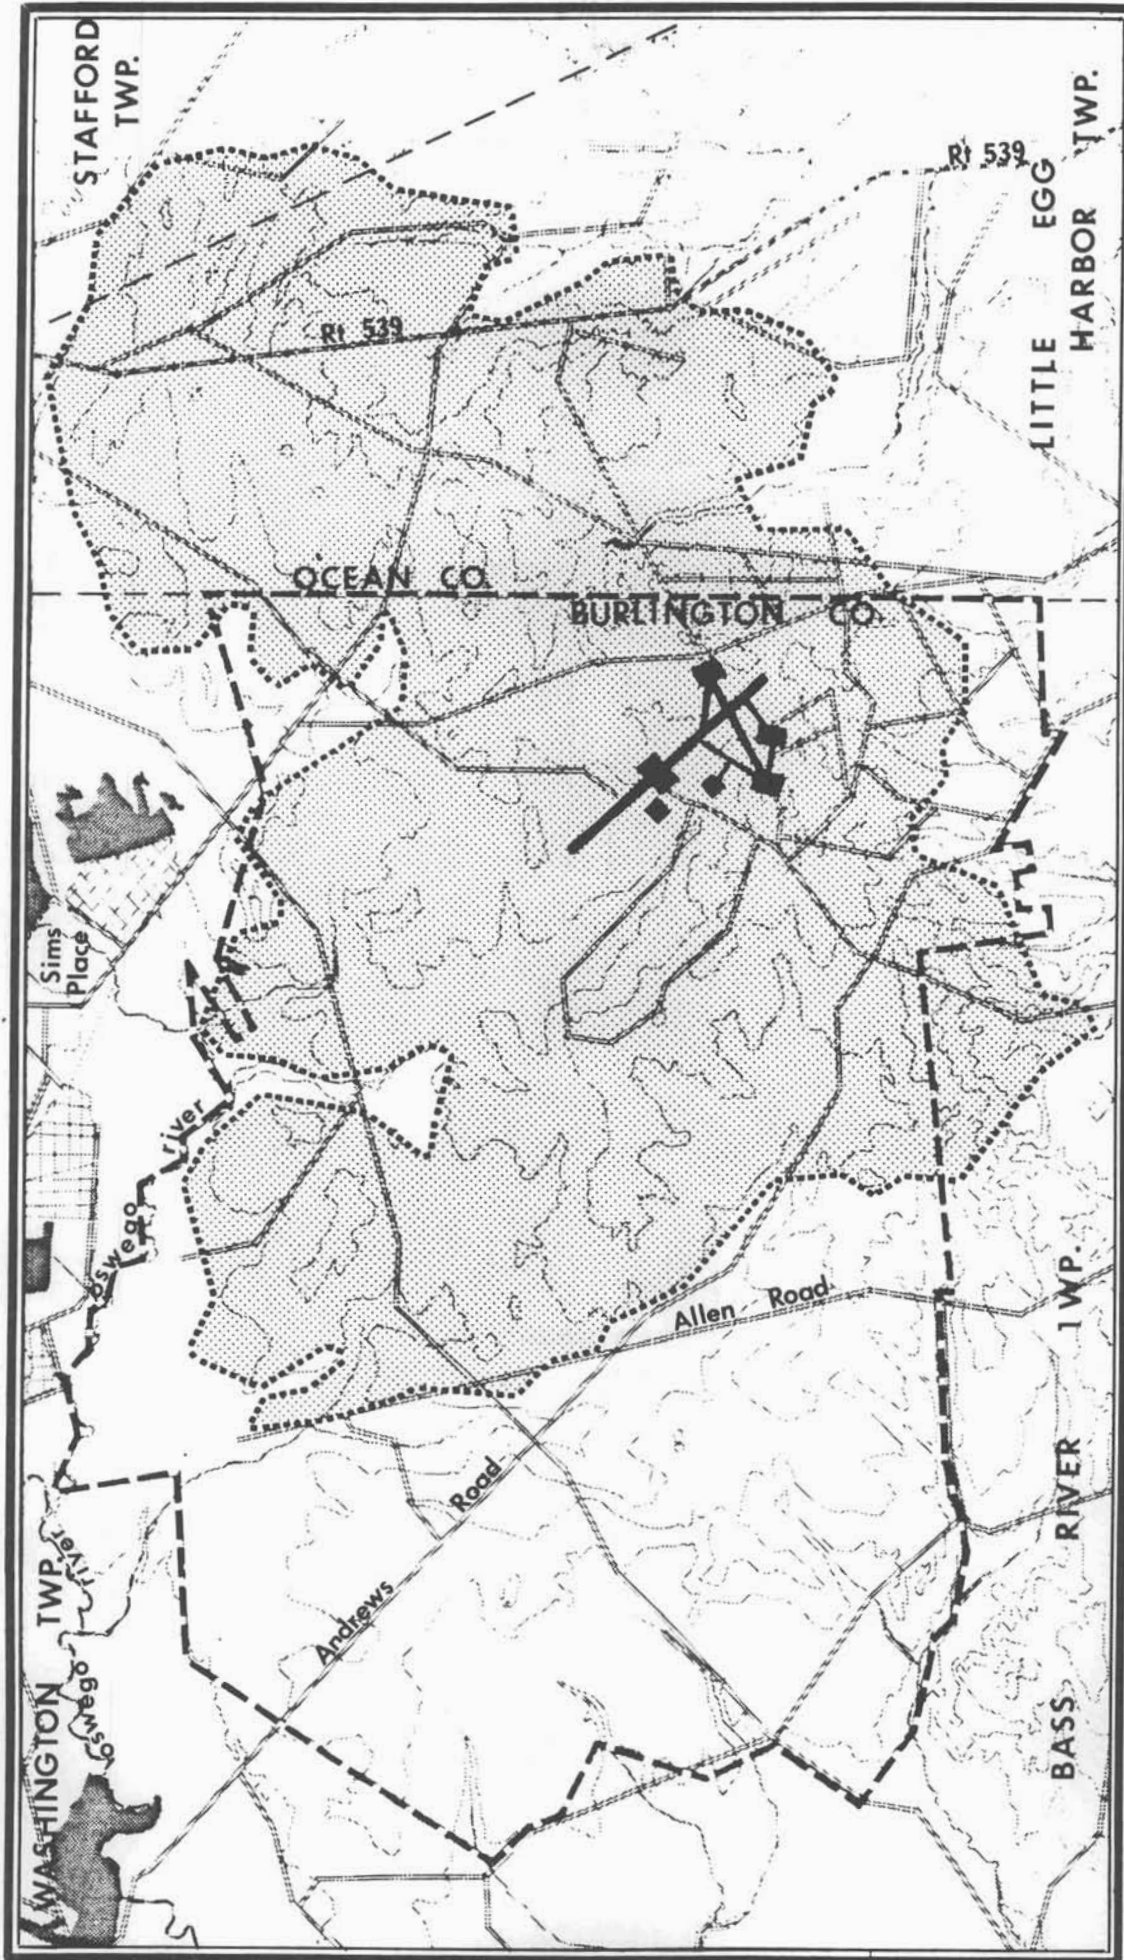 STAFFORD
TWP.
Rt 539
LITTLE EGG
HARBOR TWP.
Rt 539
OCEAN CO.
BURLINGTON CO.
Sims
Place
river
oswego
Allen Road
Road
Andrews
WASHINGTON TWP.
river
oswego
BASS RIVER TWP.